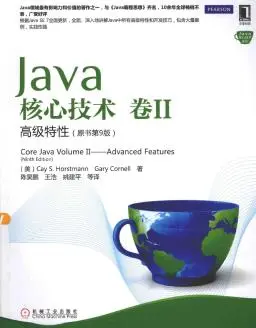 Java领域最有影响力和价值的著作之一，与《Java编程思想》齐名，10余年全球畅销不衰，广受好评
根据Java SE 7全面更新，全面、深入地讲解Java中所有高级特性和开发技巧，包含大量案例，实践性强
PEARSON
Java
核心技术 卷II
高级特性（原书第9版）
Core Java Volume II——Advanced Features
(Ninth Edition)
（美）Cay S. Horstmann Gary Cornell 著
陈昊鹏 王浩 姚建平 等译
机械工业出版社
China Machine Press